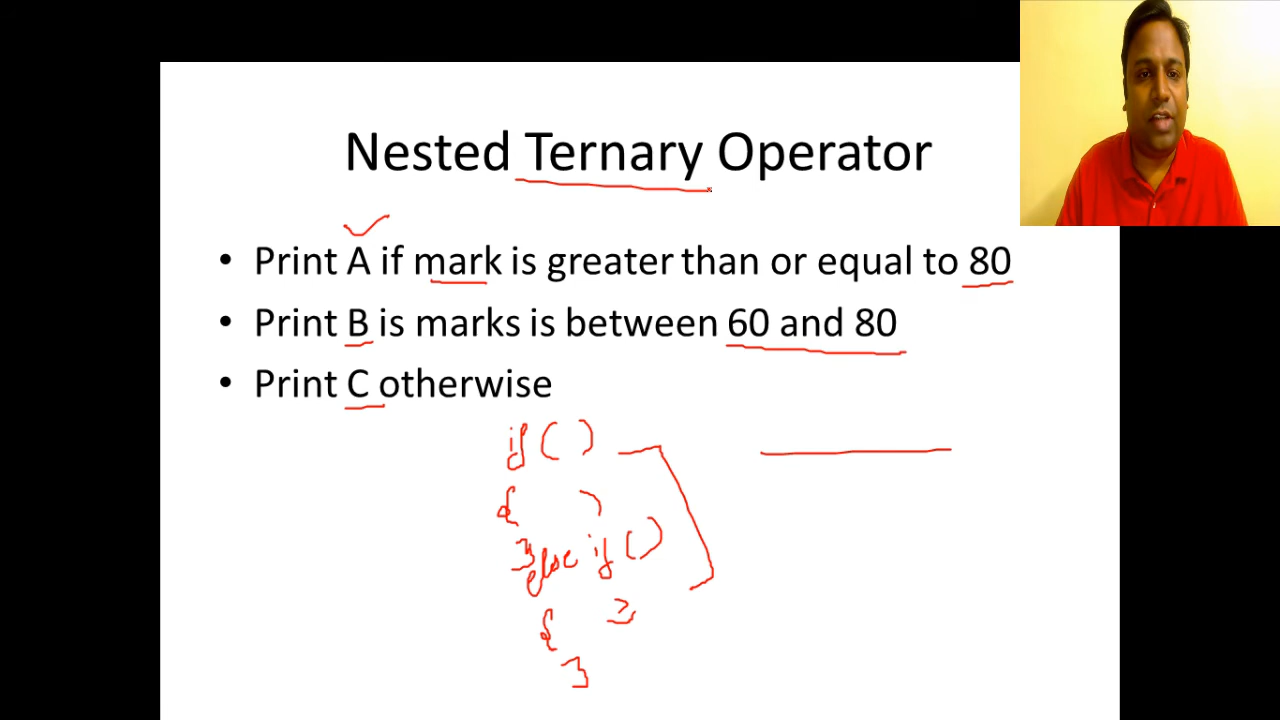 Nested Ternary Operator
• Print A if mark is greater than or equal to 80
• Print B is marks is between 60 and 80
• Print C otherwise
if ( )
{ )
} else if ( )
{
}